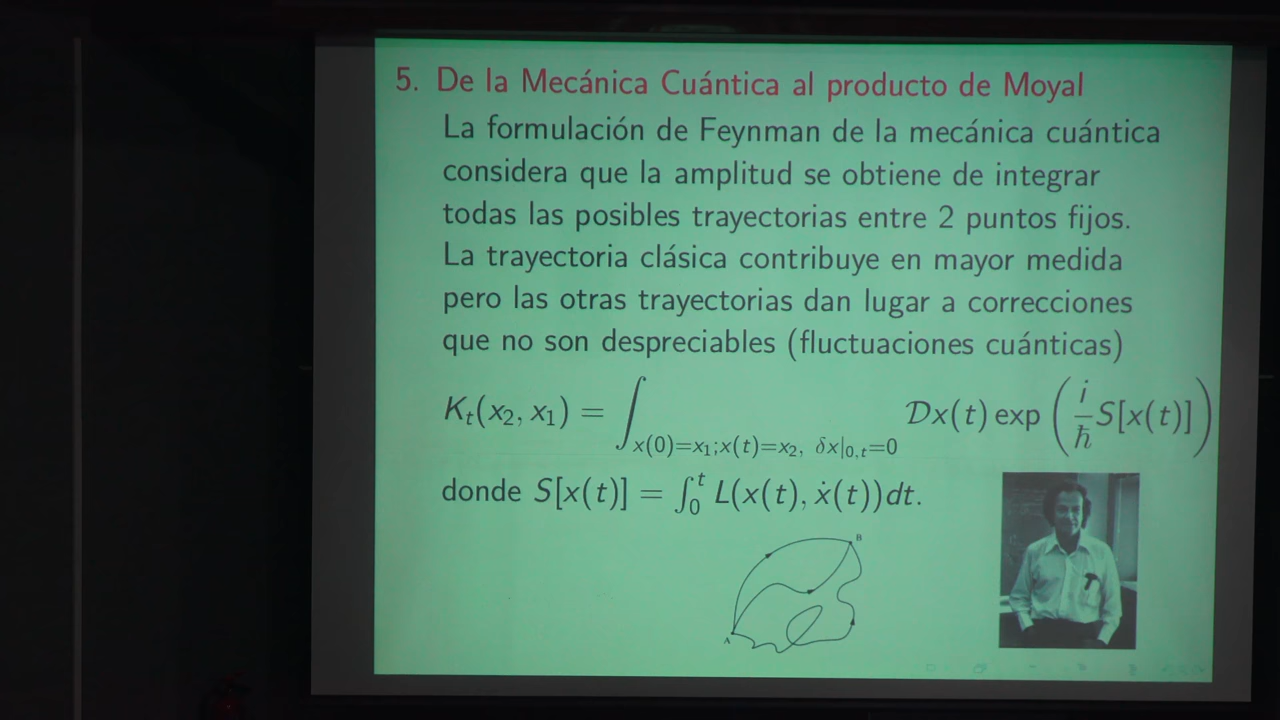 5. De la Mecánica Cuántica al producto de Moyal
La formulación de Feynman de la mecánica cuántica
considera que la amplitud se obtiene de integrar
todas las posibles trayectorias entre 2 puntos fijos.
La trayectoria clásica contribuye en mayor medida
pero las otras trayectorias dan lugar a correcciones
que no son despreciables (fluctuaciones cuánticas)
K_t(x_2, x_1) = ∫_{x(0)=x_1;x(t)=x_2, δx|_{0,t}=0} 𝒟x(t) exp (i/ℏ S[x(t)])
donde S[x(t)] = ∫_0^t L(x(t), ẋ(t))dt.
B
A